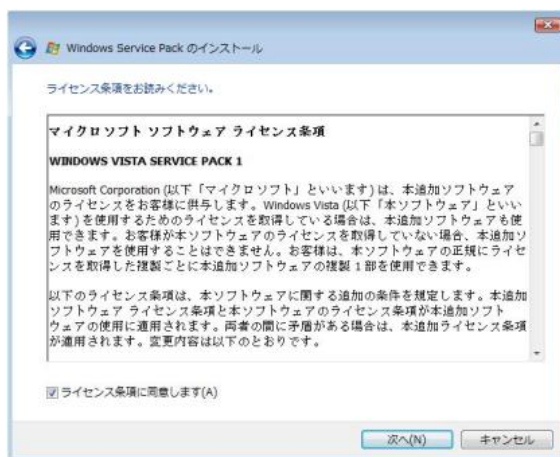 Windows Service Pack のインストール
ライセンス条項をお読みください。
マイクロソフト ソフトウェア ライセンス条項
WINDOWS VISTA SERVICE PACK 1
Microsoft Corporation (以下「マイクロソフト」といいます) は、本追加ソフトウェア
のライセンスをお客様に供与します。Windows Vista (以下「本ソフトウェア」といい
ます) を使用するためのライセンスを取得している場合は、本追加ソフトウェアも使
用できます。お客様が本ソフトウェアのライセンスを取得していない場合、本追加ソ
フトウェアを使用することはできません。お客様は、本ソフトウェアの正規にライセ
ンスを取得した複製ごとに本追加ソフトウェアの複製 1 部を使用できます。
以下のライセンス条項は、本ソフトウェアに関する追加の条件を規定します。本追加
ソフトウェア ライセンス条項と本ソフトウェアのライセンス条項が本追加ソフト
ウェアの使用に適用されます。両者の間に矛盾がある場合は、本追加ライセンス条項
が適用されます。変更内容は以下のとおりです。
ライセンス条項に同意します(A)
次へ(N)
キャンセル